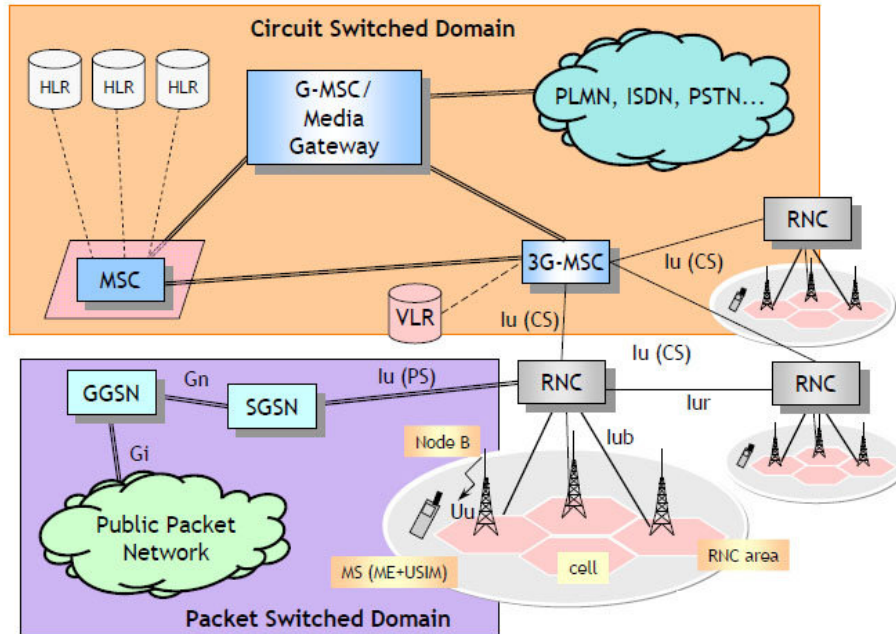 Circuit Switched Domain
HLR
HLR
HLR
G-MSC/
Media
Gateway
PLMN, ISDN, PSTN...
RNC
MSC
3G-MSC
Iu (CS)
VLR
Iu (CS)
Iu (CS)
GGSN
Gn
SGSN
Iu (PS)
RNC
RNC
Iur
Gi
Node B
Iub
Uu
Public Packet
Network
MS (ME+USIM)
cell
RNC area
Packet Switched Domain